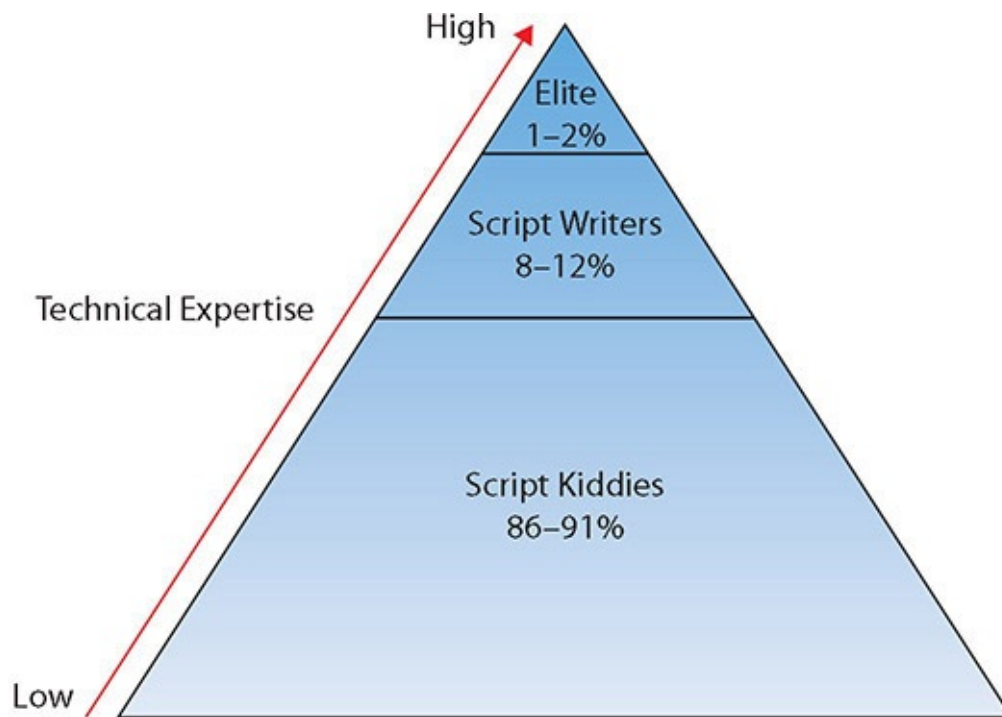 High
Elite
1–2%
Script Writers
8–12%
Technical Expertise
Script Kiddies
86–91%
Low